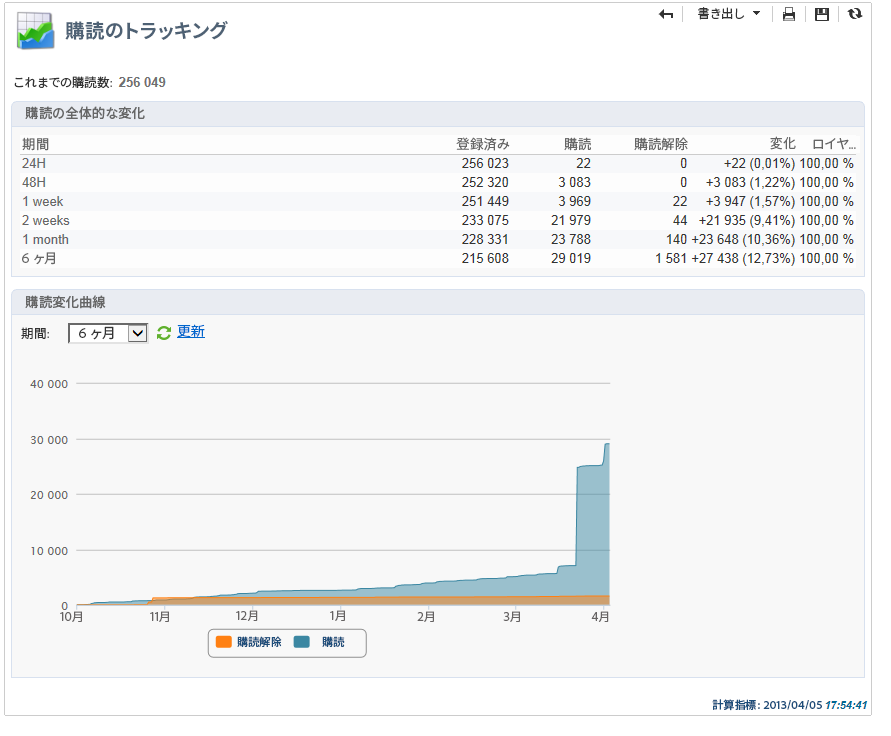 書き出し
購読のトラッキング
これまでの購読数: 256 049
購読の全体的な変化
期間 登録済み 購読 購読解除 変化 ロイヤ...
24H 256 023 22 0 +22 (0,01%) 100,00 %
48H 252 320 3 083 0 +3 083 (1,22%) 100,00 %
1 week 251 449 3 969 22 +3 947 (1,57%) 100,00 %
2 weeks 233 075 21 979 44 +21 935 (9,41%) 100,00 %
1 month 228 331 23 788 140 +23 648 (10,36%) 100,00 %
6 ヶ月 215 608 29 019 1 581 +27 438 (12,73%) 100,00 %
購読変化曲線
期間: 6 ヶ月 更新
40 000
30 000
20 000
10 000
0
10月 11月 12月 1月 2月 3月 4月
購読解除 購読
計算指標: 2013/04/05 17:54:41